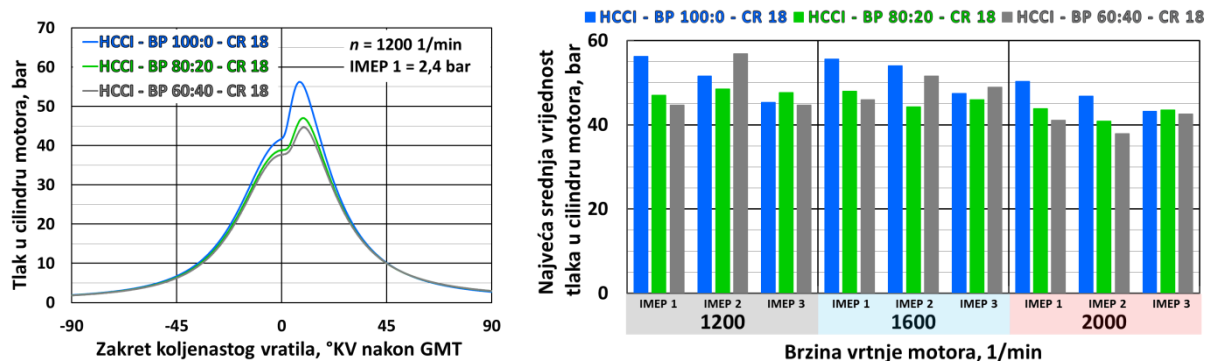 HCCI - BP 100:0 - CR 18
HCCI - BP 80:20 - CR 18
HCCI - BP 60:40 - CR 18
n = 1200 1/min
IMEP 1 = 2,4 bar
Tlak u cilindru motora, bar
70
60
50
40
30
20
10
0
-90 -45 0 45 90
Zakret koljenastog vratila, °KV nakon GMT
HCCI - BP 100:0 - CR 18 HCCI - BP 80:20 - CR 18 HCCI - BP 60:40 - CR 18
Najveća srednja vrijednost
tlaka u cilindru motora, bar
60
40
20
0
IMEP 1 IMEP 2 IMEP 3 IMEP 1 IMEP 2 IMEP 3 IMEP 1 IMEP 2 IMEP 3
1200 1600 2000
Brzina vrtnje motora, 1/min